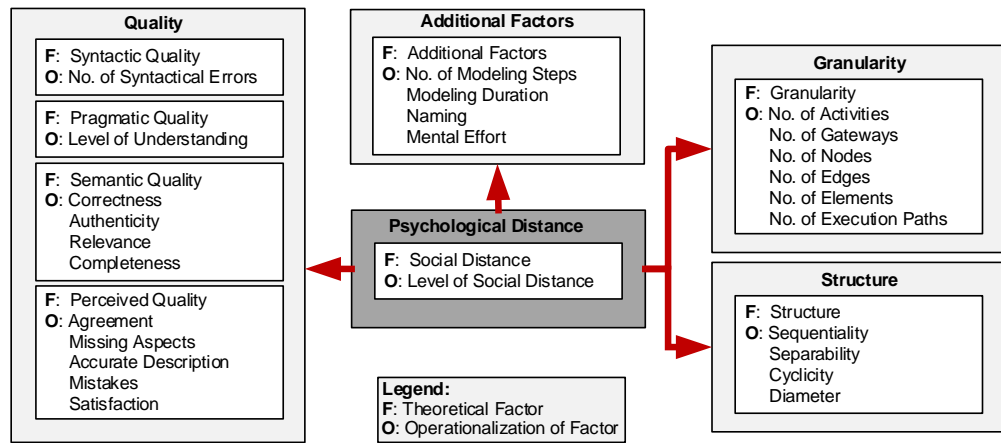 Quality
F: Syntactic Quality
O: No. of Syntactical Errors
F: Pragmatic Quality
O: Level of Understanding
F: Semantic Quality
O: Correctness
Authenticity
Relevance
Completeness
F: Perceived Quality
O: Agreement
Missing Aspects
Accurate Description
Mistakes
Satisfaction
Additional Factors
F: Additional Factors
O: No. of Modeling Steps
Modeling Duration
Naming
Mental Effort
Psychological Distance
F: Social Distance
O: Level of Social Distance
Legend:
F: Theoretical Factor
O: Operationalization of Factor
Granularity
F: Granularity
O: No. of Activities
No. of Gateways
No. of Nodes
No. of Edges
No. of Elements
No. of Execution Paths
Structure
F: Structure
O: Sequentiality
Separability
Cyclicity
Diameter